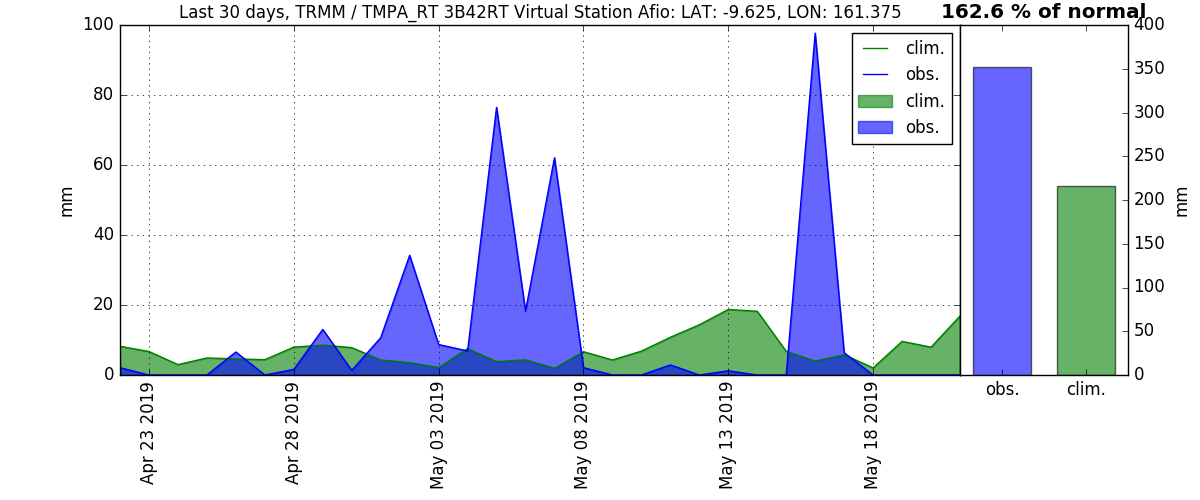 Last 30 days, TRMM / TMPA_RT 3B42RT Virtual Station Afio: LAT: -9.625, LON: 161.375
162.6 % of normal
100
80
60
40
20
0
mm
clim.
obs.
clim.
obs.
Apr 23 2019
Apr 28 2019
May 03 2019
May 08 2019
May 13 2019
May 18 2019
400
350
300
250
200
150
100
50
0
mm
obs.
clim.